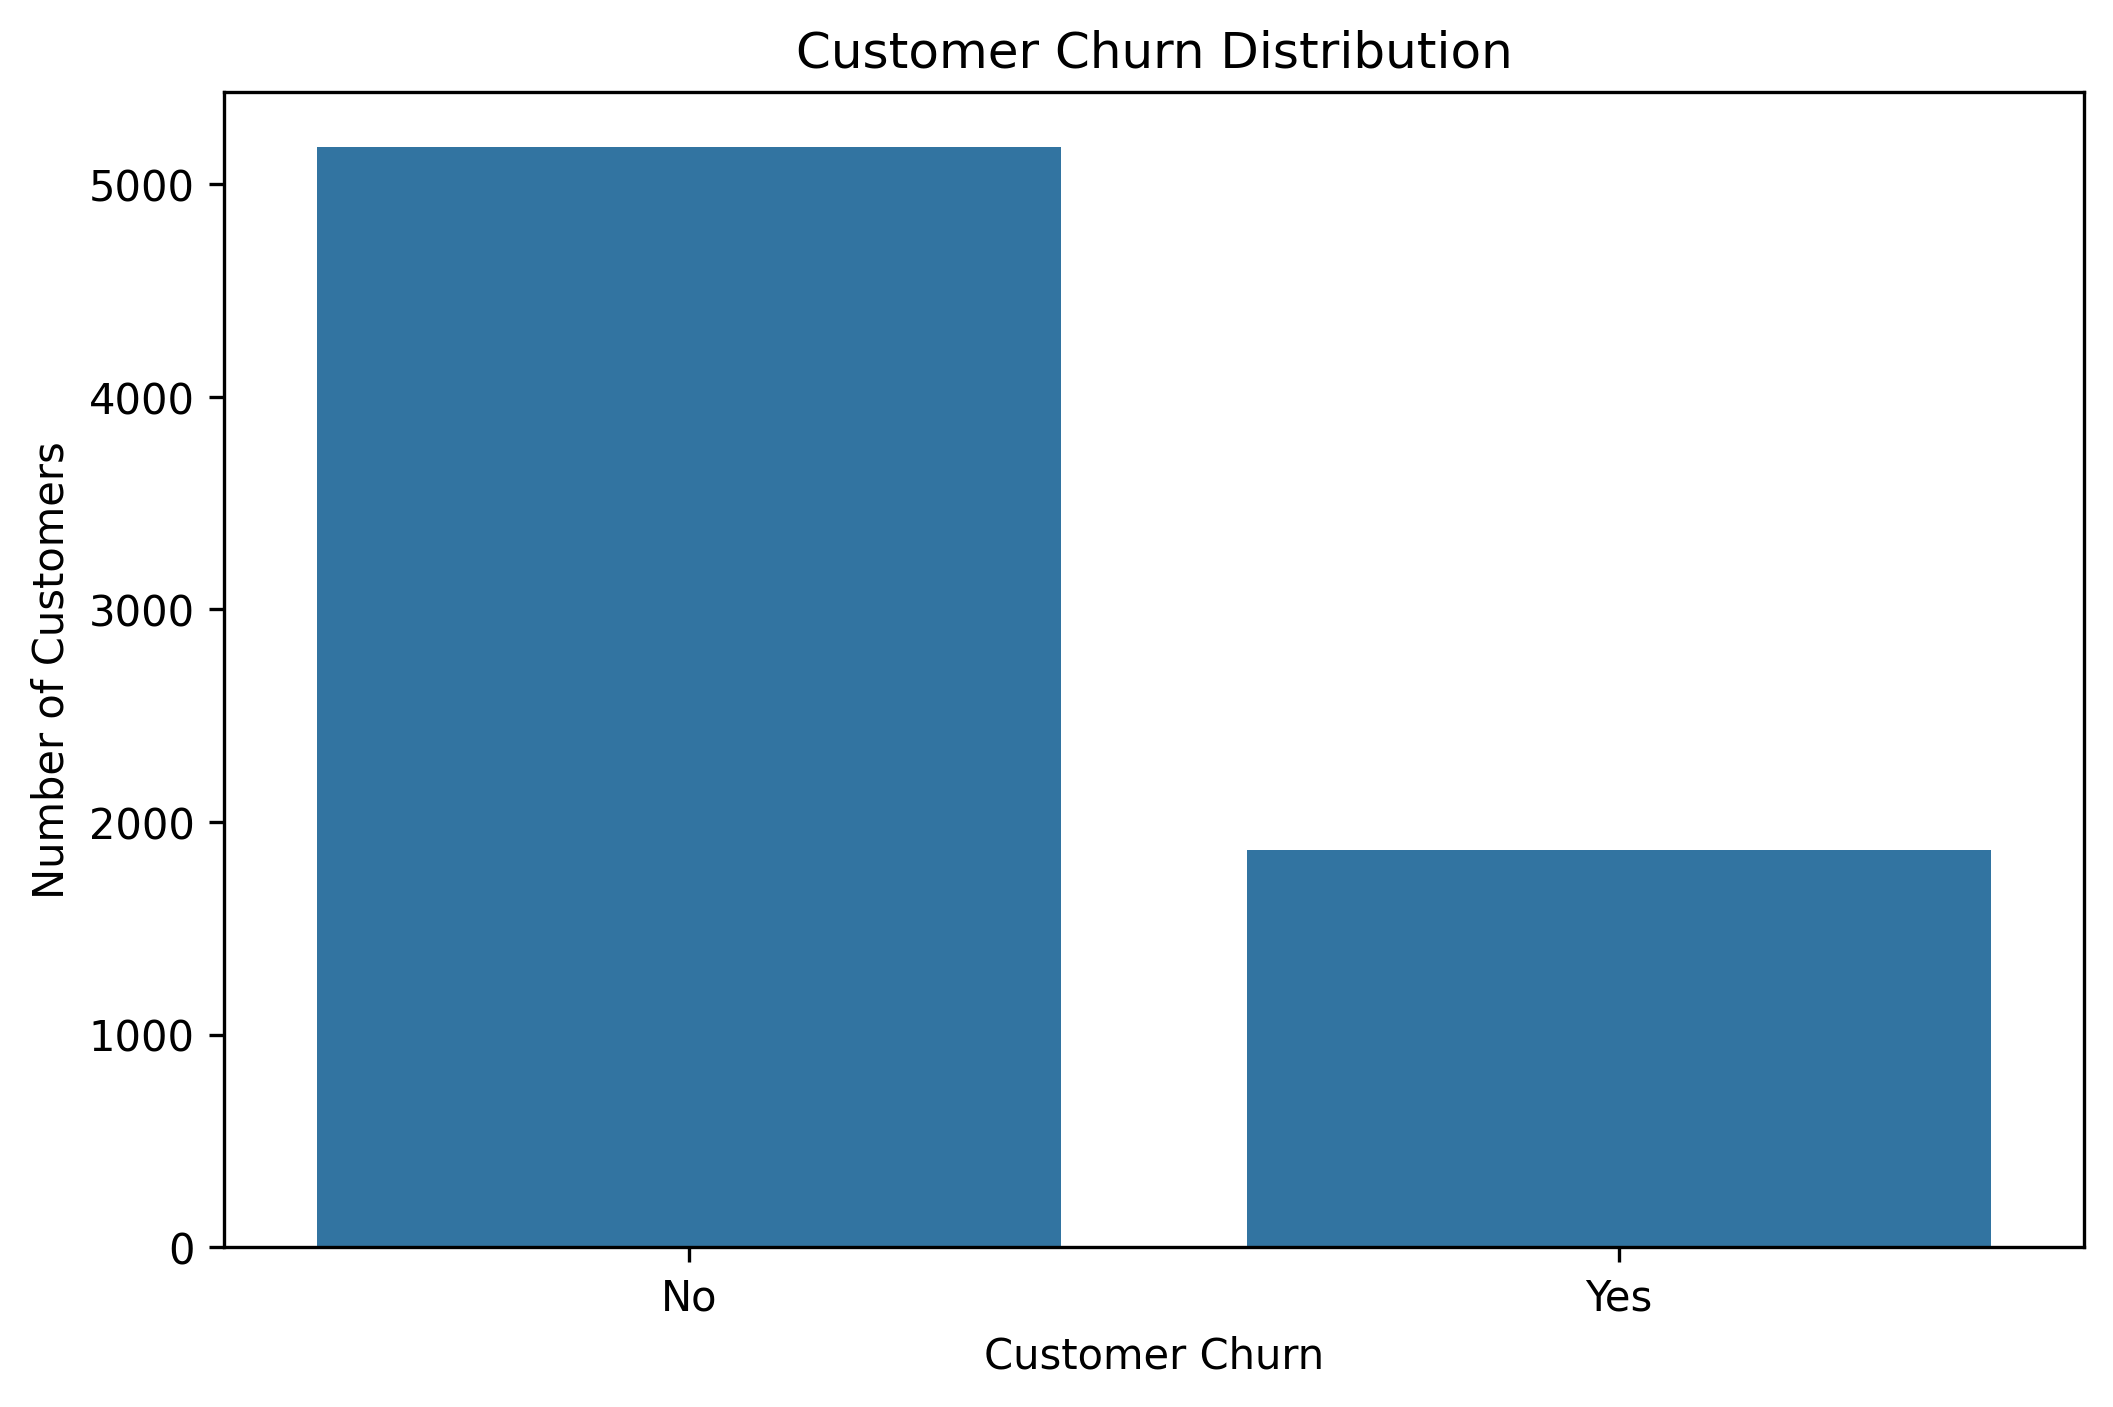 Customer Churn Distribution
Number of Customers
5000
4000
3000
2000
1000
0
No
Yes
Customer Churn